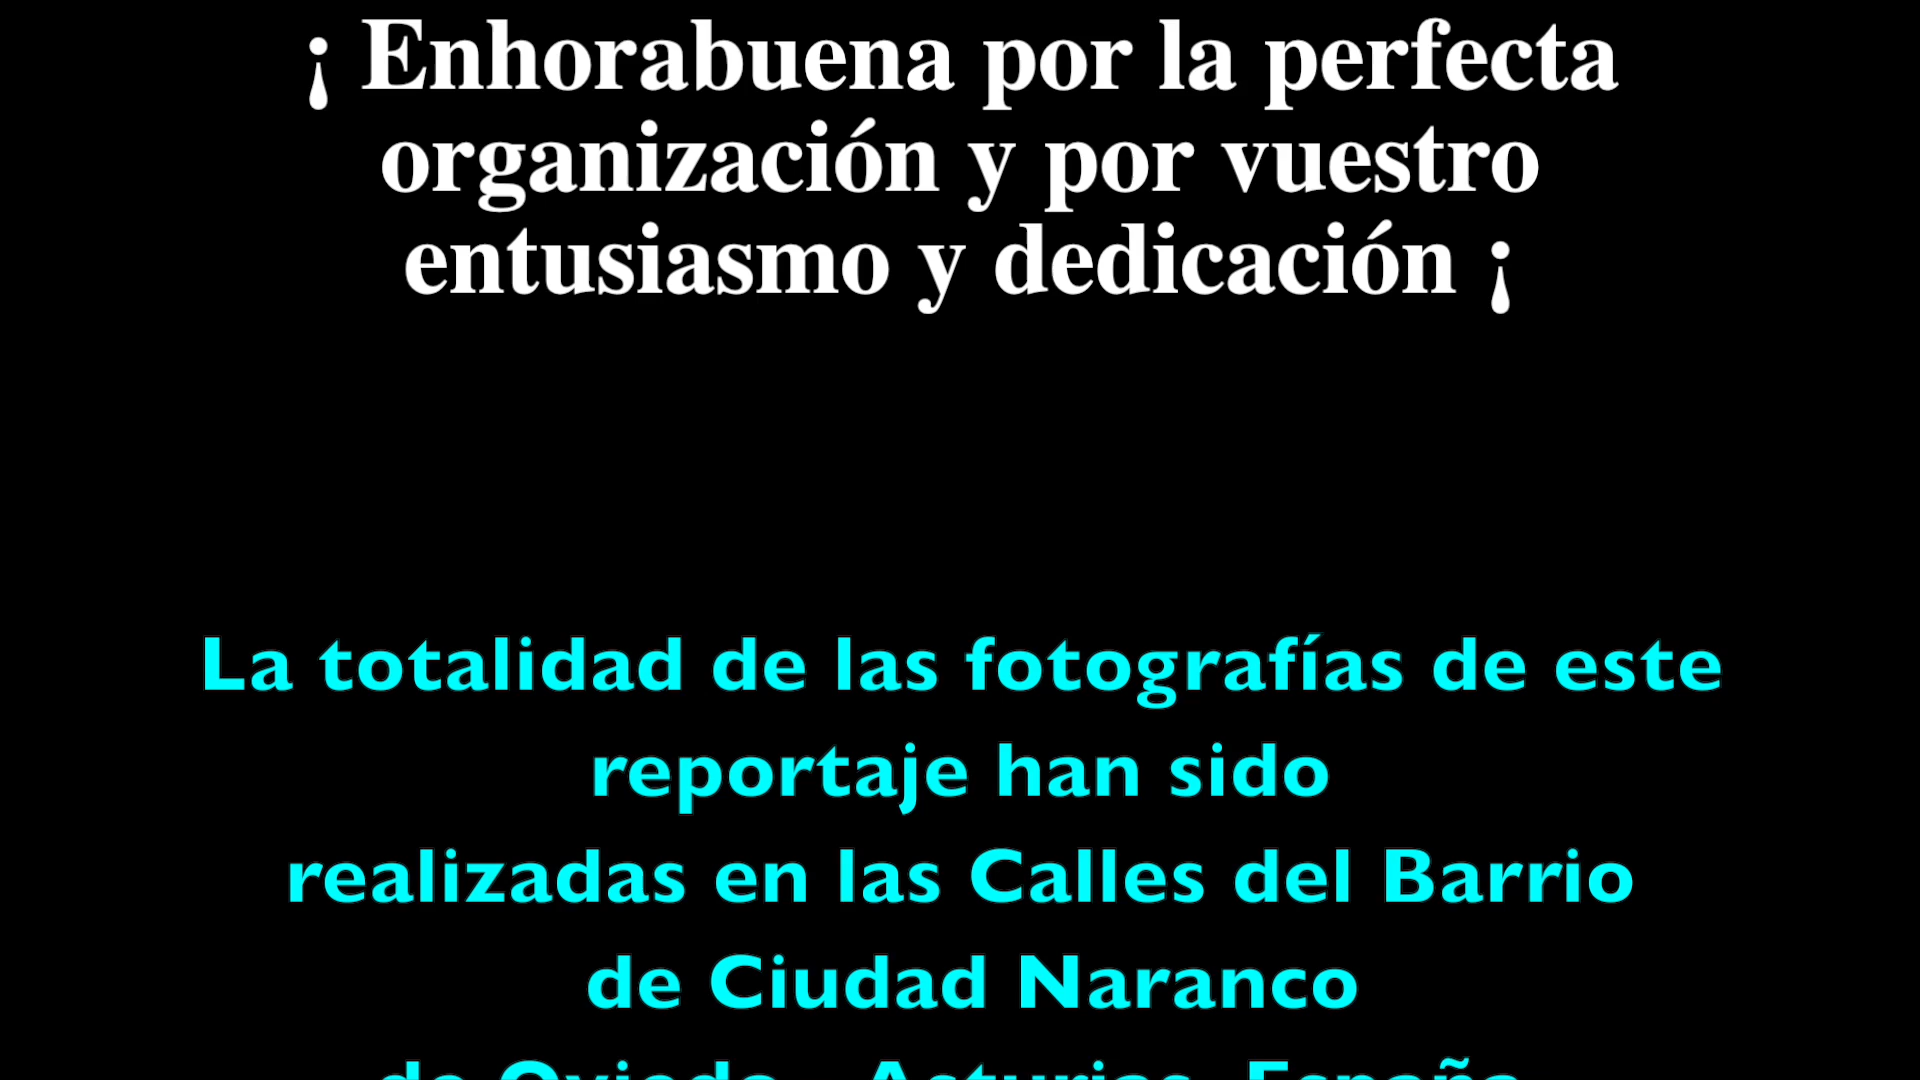 ¡ Enhorabuena por la perfecta
organización y por vuestro
entusiasmo y dedicación ¡
La totalidad de las fotografías de este
reportaje han sido
realizadas en las Calles del Barrio
de Ciudad Naranco
de Oviedo - Asturias- España